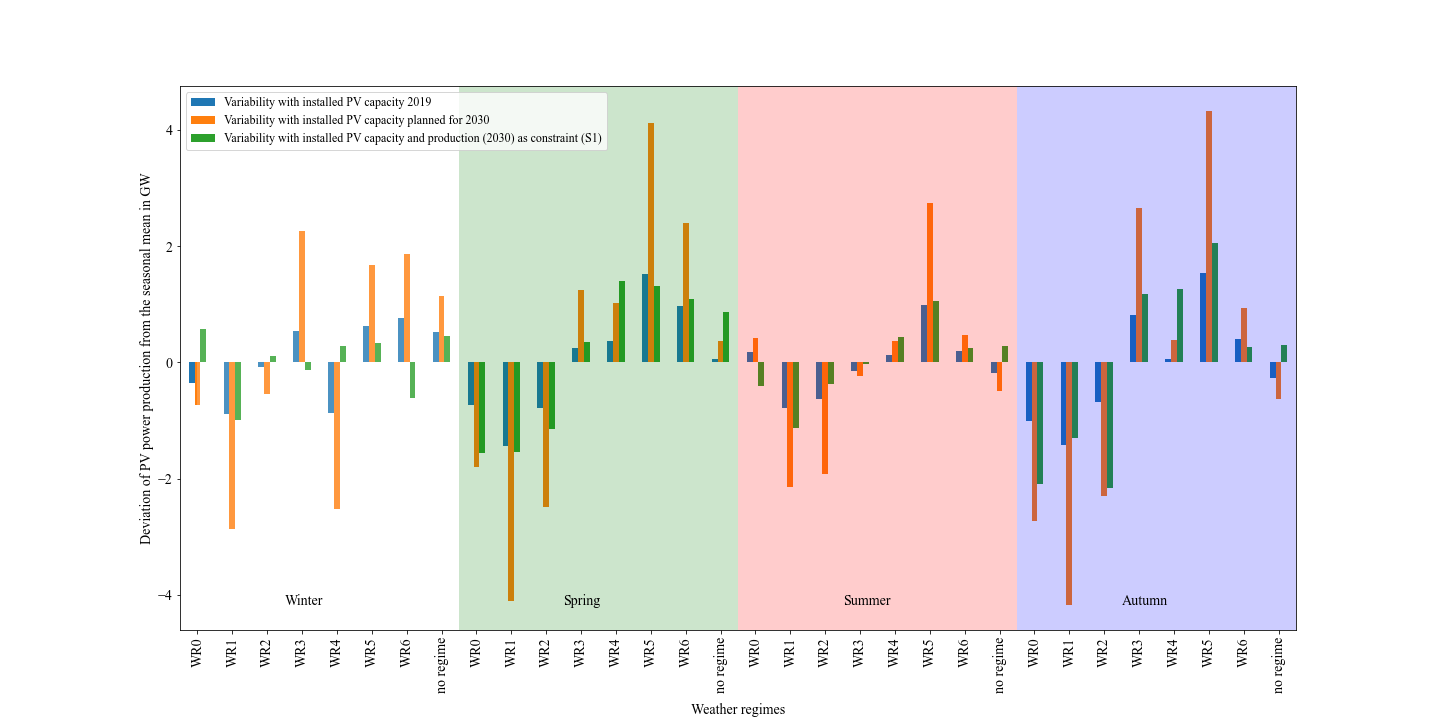 Variability with installed PV capacity 2019
Variability with installed PV capacity planned for 2030
Variability with installed PV capacity and production (2030) as constraint (S1)
Deviation of PV power production from the seasonal mean in GW
4
2
0
−2
−4
Winter
Spring
Summer
Autumn
WR0
WR1
WR2
WR3
WR4
WR5
WR6
no regime
WR0
WR1
WR2
WR3
WR4
WR5
WR6
no regime
WR0
WR1
WR2
WR3
WR4
WR5
WR6
no regime
WR0
WR1
WR2
WR3
WR4
WR5
WR6
no regime
Weather regimes